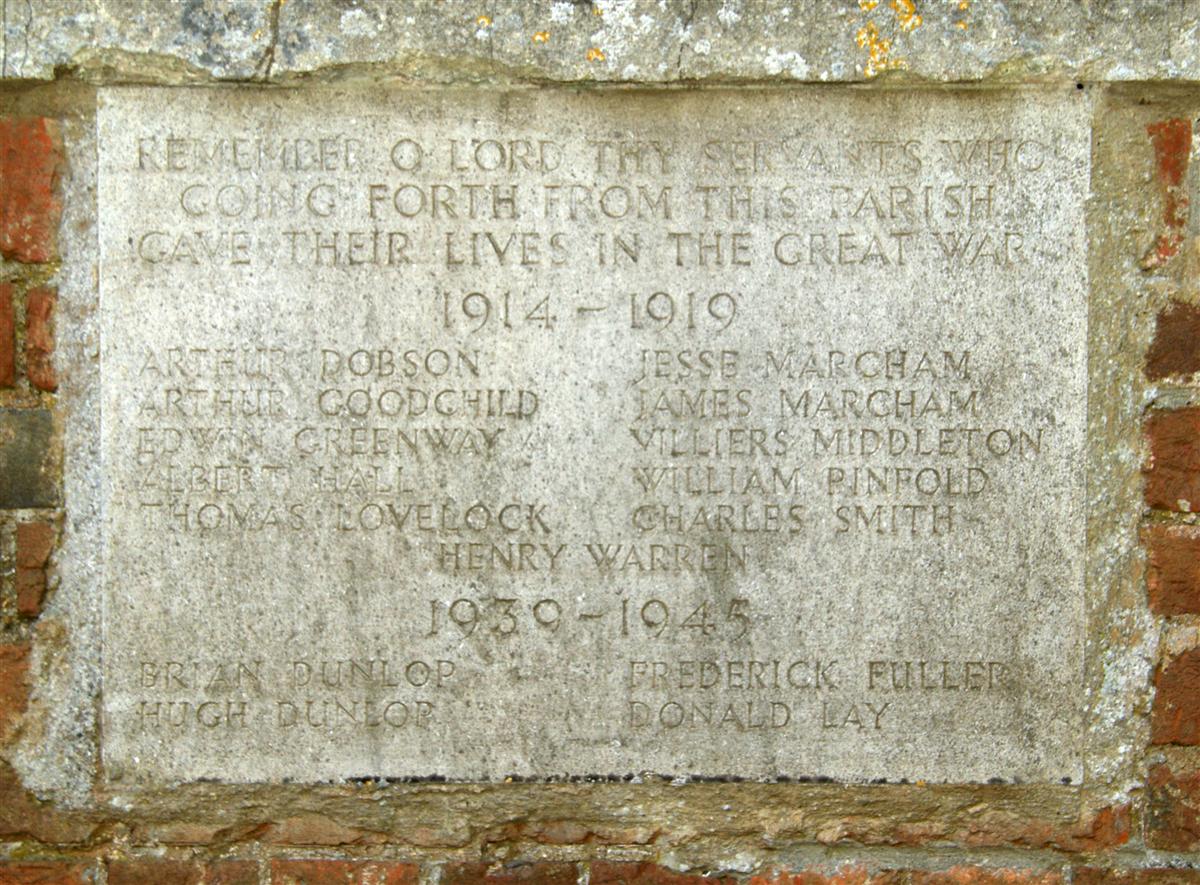 REMEMBER O LORD THY SERVANTS WHO
GOING FORTH FROM THIS PARISH
GAVE THEIR LIVES IN THE GREAT WAR
1914 - 1919
ARTHUR DOBSON JESSE MARCHAM
ARTHUR GOODCHILD JAMES MARCHAM
EDWIN GREENWAY VILLIERS MIDDLETON
ALBERT HALL WILLIAM PINFOLD
THOMAS LOVELOCK CHARLES SMITH
HENRY WARREN
1939 - 1945
BRIAN DUNLOP FREDERICK FULLER
HUGH DUNLOP DONALD LAY